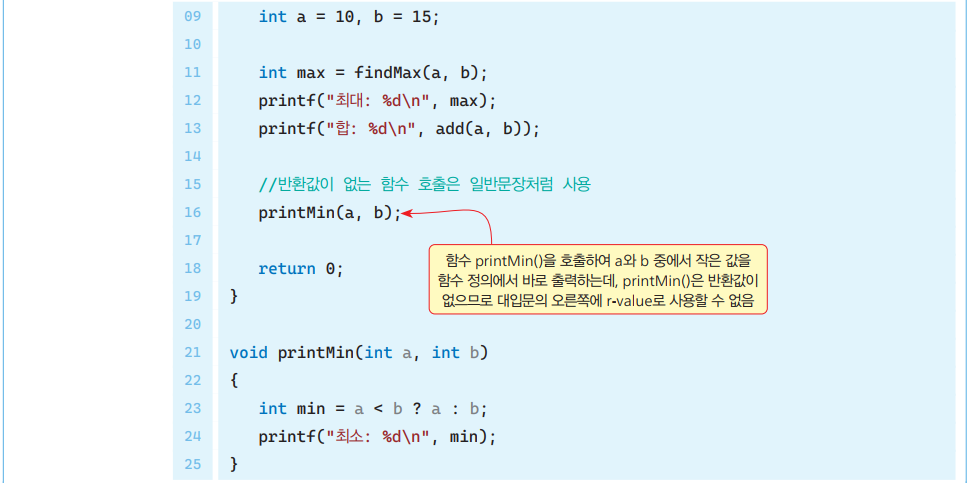 09 int a = 10, b = 15;
10
11 int max = findMax(a, b);
12 printf("최대: %d\n", max);
13 printf("합: %d\n", add(a, b));
14
15 //반환값이 없는 함수 호출은 일반문장처럼 사용
16 printMin(a, b);
17
함수 printMin()을 호출하여 a와 b 중에서 작은 값을
함수 정의에서 바로 출력하는데, printMin()은 반환값이
없으므로 대입문의 오른쪽에 r-value로 사용할 수 없음
18 return 0;
19 }
20
21 void printMin(int a, int b)
22 {
23 int min = a < b ? a : b;
24 printf("최소: %d\n", min);
25 }